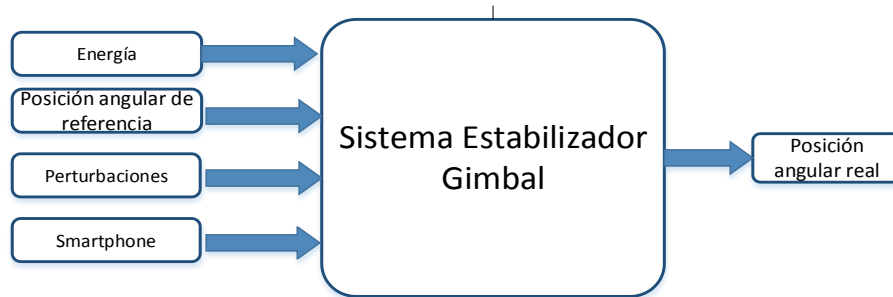 Energía
Posición angular de
referencia
Perturbaciones
Smartphone
Sistema Estabilizador
Gimbal
Posición
angular real